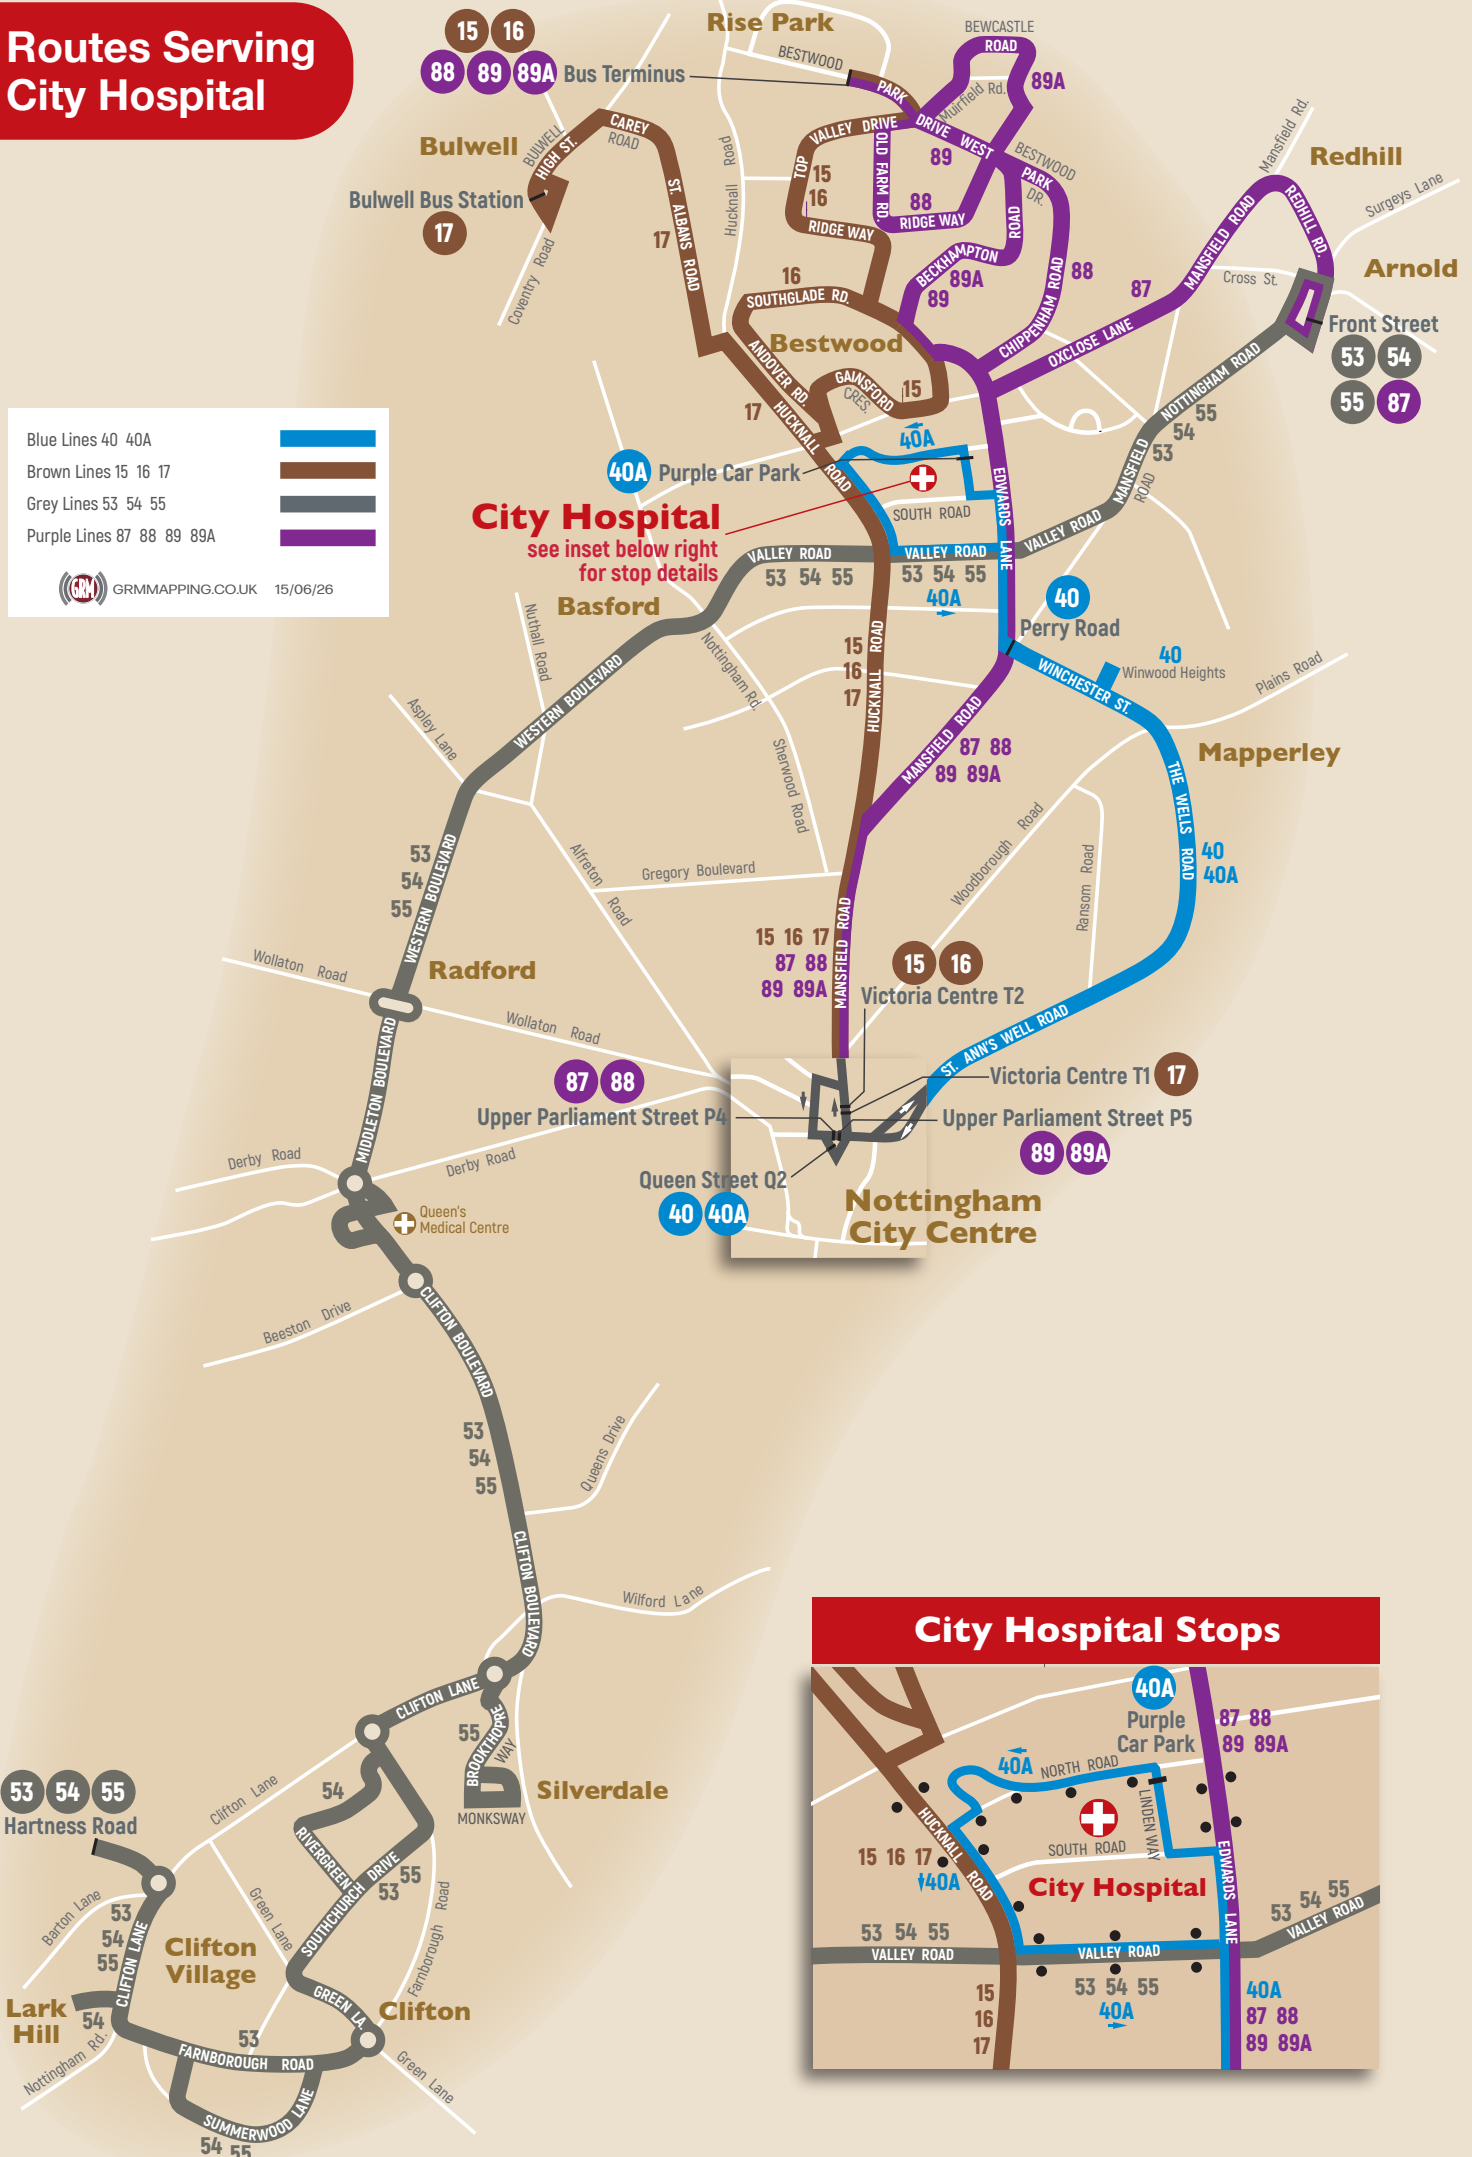 Routes Serving
City Hospital
15 16
88 89 89A Bus Terminus
Rise Park
BESTWOOD
PARK
DRIVE WEST
BEWCASTLE
ROAD
89A
Muirfield Rd.
Bulwell
BULWELL
HIGH ST.
CAREY
ROAD
Hucknall Road
VALLEY DRIVE
TOP
15
16
OLD FARM RD.
89
88
RIDGE WAY
RIDGE WAY
BESTWOOD
PARK
DR.
ROAD
Mansfield Rd.
Redhill
Surgeys Lane
Bulwell Bus Station
17
Coventry Road
17
ST. ALBANS ROAD
BECKHAMPTON
89A
89
88
CHIPPENHAM ROAD
87
OXCLOSE LANE
MANSFIELD ROAD
REDHILL RD.
Cross St.
Arnold
Front Street
53 54
55 87
16
SOUTHGLADE RD.
Bestwood
ANDOVER RD.
GAINSFORD
CRES.
15
NOTTINGHAM ROAD
55
54
53
MANSFIELD
ROAD
17
HUCKNALL ROAD
40A
40A Purple Car Park
Blue Lines 40 40A
Brown Lines 15 16 17
Grey Lines 53 54 55
Purple Lines 87 88 89 89A
GRM
GRMMAPPING.CO.UK 15/06/26
City Hospital
see inset below right
for stop details
SOUTH ROAD
EDWARDS LANE
VALLEY ROAD
VALLEY ROAD
VALLEY ROAD
53 54 55
53 54 55
40A
Basford
Nuthall Road
Nottingham Rd.
40
Perry Road
40
Winwood Heights
WINCHESTER ST.
Plains Road
Mapperley
15
16
17
HUCKNALL ROAD
WESTERN BOULEVARD
Aspley Lane
Sherwood Road
MANSFIELD ROAD
87 88
89 89A
THE WELLS ROAD
40
40A
Woodborough Road
Ransom Road
53
54
55
WESTERN BOULEVARD
Alfreton Road
Gregory Boulevard
15 16 17
87 88
89 89A
MANSFIELD ROAD
15 16
Victoria Centre T2
Radford
Wollaton Road
Wollaton Road
MIDDLETON BOULEVARD
ST. ANN'S WELL ROAD
87 88
Upper Parliament Street P4
Victoria Centre T1 17
Upper Parliament Street P5
89 89A
Derby Road
Derby Road
Queen Street Q2
40 40A
Nottingham
City Centre
Queen's
Medical Centre
Beeston Drive
CLIFTON BOULEVARD
53
54
55
Queens Drive
CLIFTON BOULEVARD
Wilford Lane
CLIFTON LANE
55
BROOKTHOPRE
WAY
MONKSWAY
Silverdale
53 54 55
Hartness Road
Clifton Lane
54
RIVERGREEN
SOUTHCHURCH DRIVE
55
53
Barton Lane
53
54
55
CLIFTON LANE
Green Lane
Farnborough Road
Clifton
Village
GREEN LA.
Clifton
Lark
Hill
54
Nottingham Rd.
53
FARNBOROUGH ROAD
Green Lane
SUMMERWOOD LANE
54 55
City Hospital Stops
40A
Purple
Car Park
87 88
89 89A
40A
NORTH ROAD
LINDEN WAY
HUCKNALL ROAD
SOUTH ROAD
15 16 17
40A
City Hospital
EDWARDS LANE
53 54 55
VALLEY ROAD
VALLEY ROAD
53 54 55
VALLEY ROAD
53 54 55
40A
15
16
17
40A
87 88
89 89A